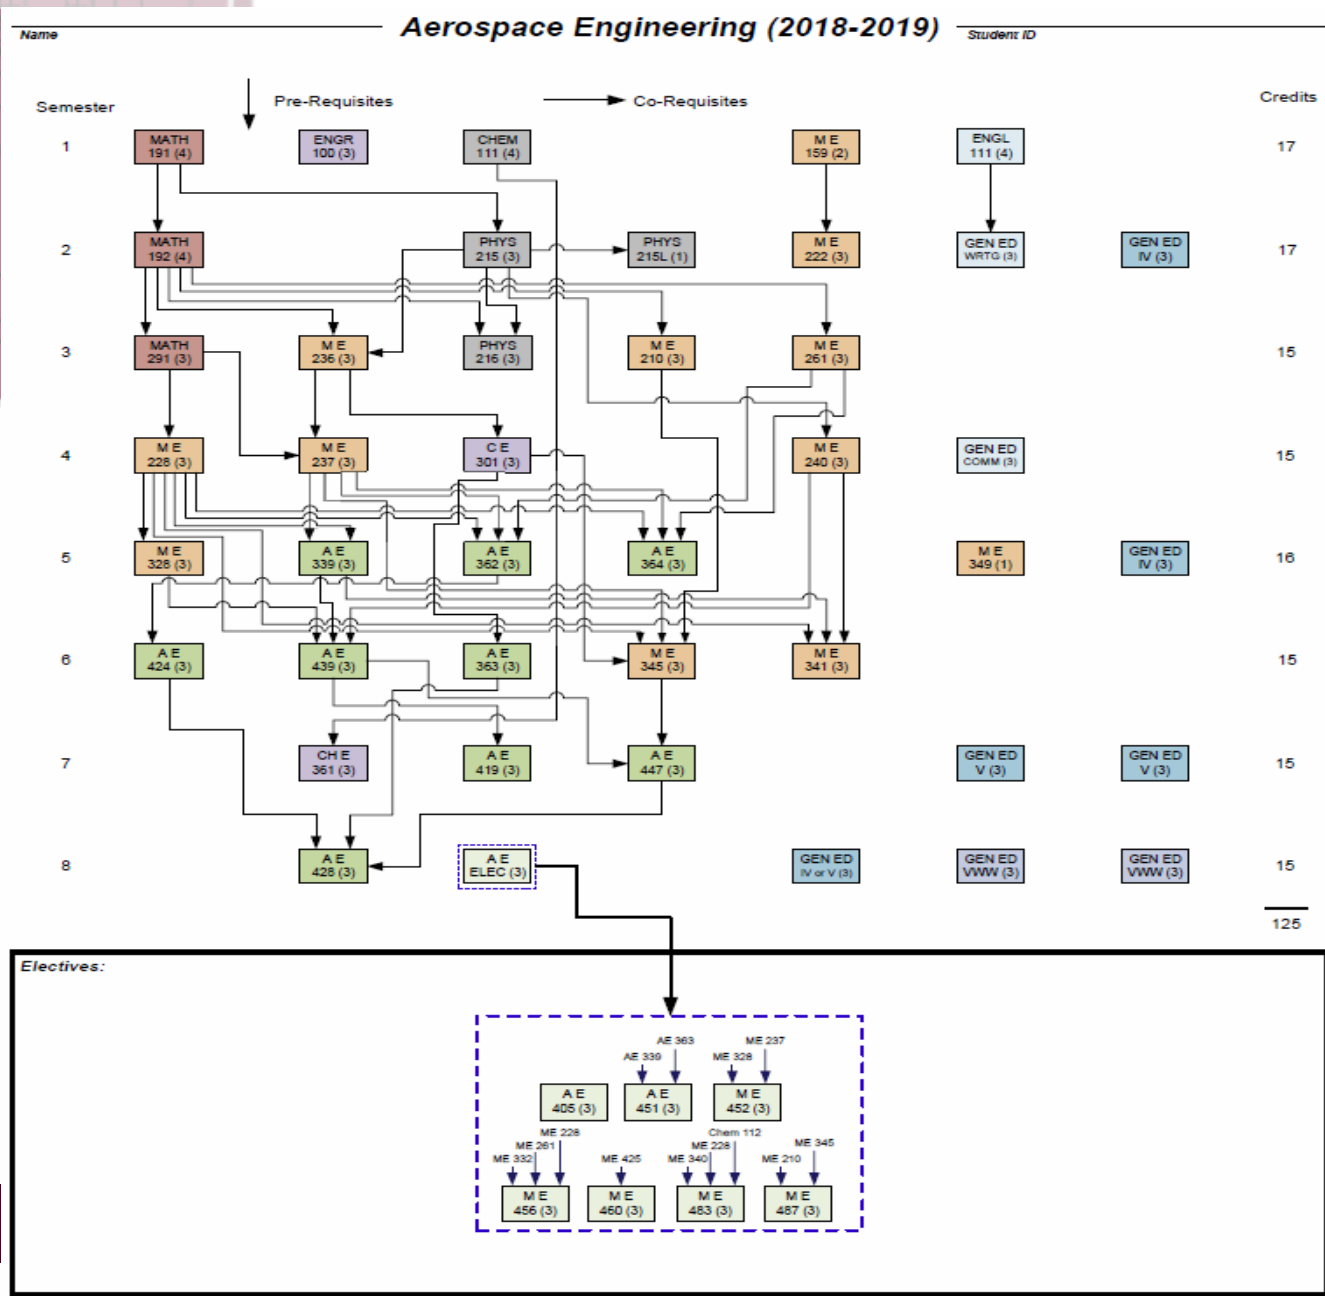 Aerospace Engineering (2018-2019)
Name
Student ID
Semester
Pre-Requisites
Co-Requisites
Credits
1
MATH
191 (4)
ENGR
100 (3)
CHEM
111 (4)
M E
159 (2)
ENGL
111 (4)
17
2
MATH
192 (4)
PHYS
215 (3)
PHYS
215L (1)
M E
222 (3)
GEN ED
WRTG (3)
GEN ED
IV (3)
17
3
MATH
291 (3)
M E
236 (3)
PHYS
216 (3)
M E
210 (3)
M E
261 (3)
15
4
M E
228 (3)
M E
237 (3)
C E
301 (3)
M E
240 (3)
GEN ED
COMM (3)
15
5
M E
328 (3)
A E
339 (3)
A E
362 (3)
A E
364 (3)
M E
349 (1)
GEN ED
IV (3)
16
6
A E
424 (3)
A E
439 (3)
A E
363 (3)
M E
345 (3)
M E
341 (3)
15
7
CH E
361 (3)
A E
419 (3)
A E
447 (3)
GEN ED
V (3)
GEN ED
V (3)
15
8
A E
428 (3)
A E
ELEC (3)
GEN ED
IV or V (3)
GEN ED
VWW (3)
GEN ED
VWW (3)
15
125
Electives:
AE 363
ME 237
AE 339
ME 328
A E
405 (3)
A E
451 (3)
M E
452 (3)
ME 228
Chem 112
ME 261
ME 228
ME 345
ME 332
ME 425
ME 340
ME 210
M E
456 (3)
M E
460 (3)
M E
483 (3)
M E
487 (3)